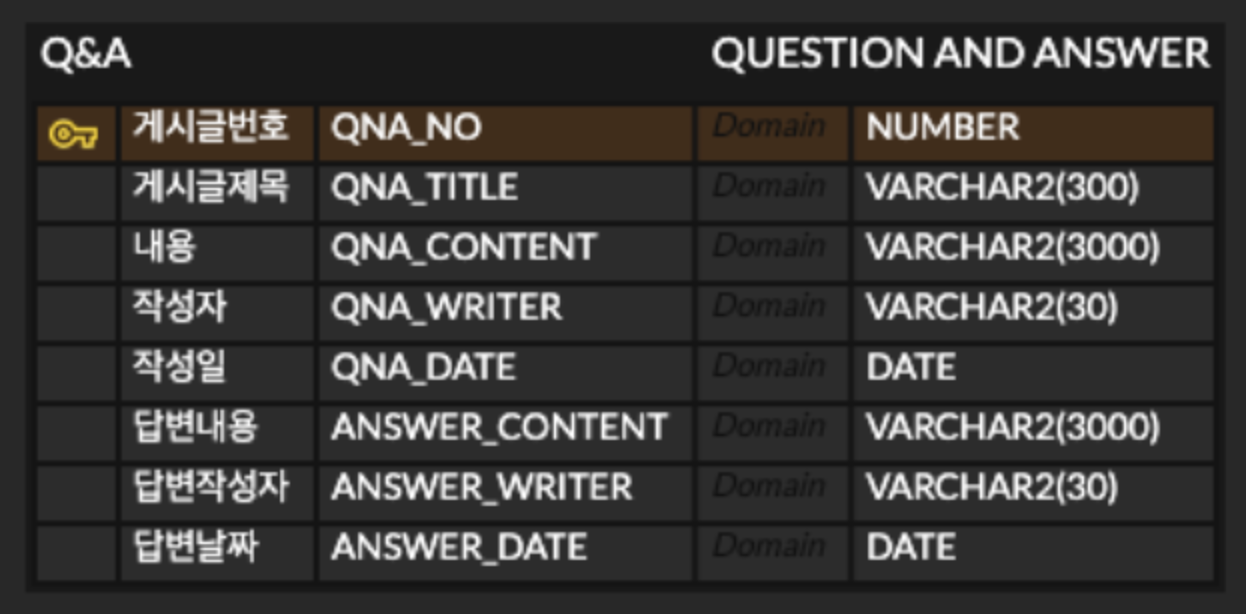 Q&A QUESTION AND ANSWER
게시글번호 QNA_NO Domain NUMBER
게시글제목 QNA_TITLE Domain VARCHAR2(300)
내용 QNA_CONTENT Domain VARCHAR2(3000)
작성자 QNA_WRITER Domain VARCHAR2(30)
작성일 QNA_DATE Domain DATE
답변내용 ANSWER_CONTENT Domain VARCHAR2(3000)
답변작성자 ANSWER_WRITER Domain VARCHAR2(30)
답변날짜 ANSWER_DATE Domain DATE